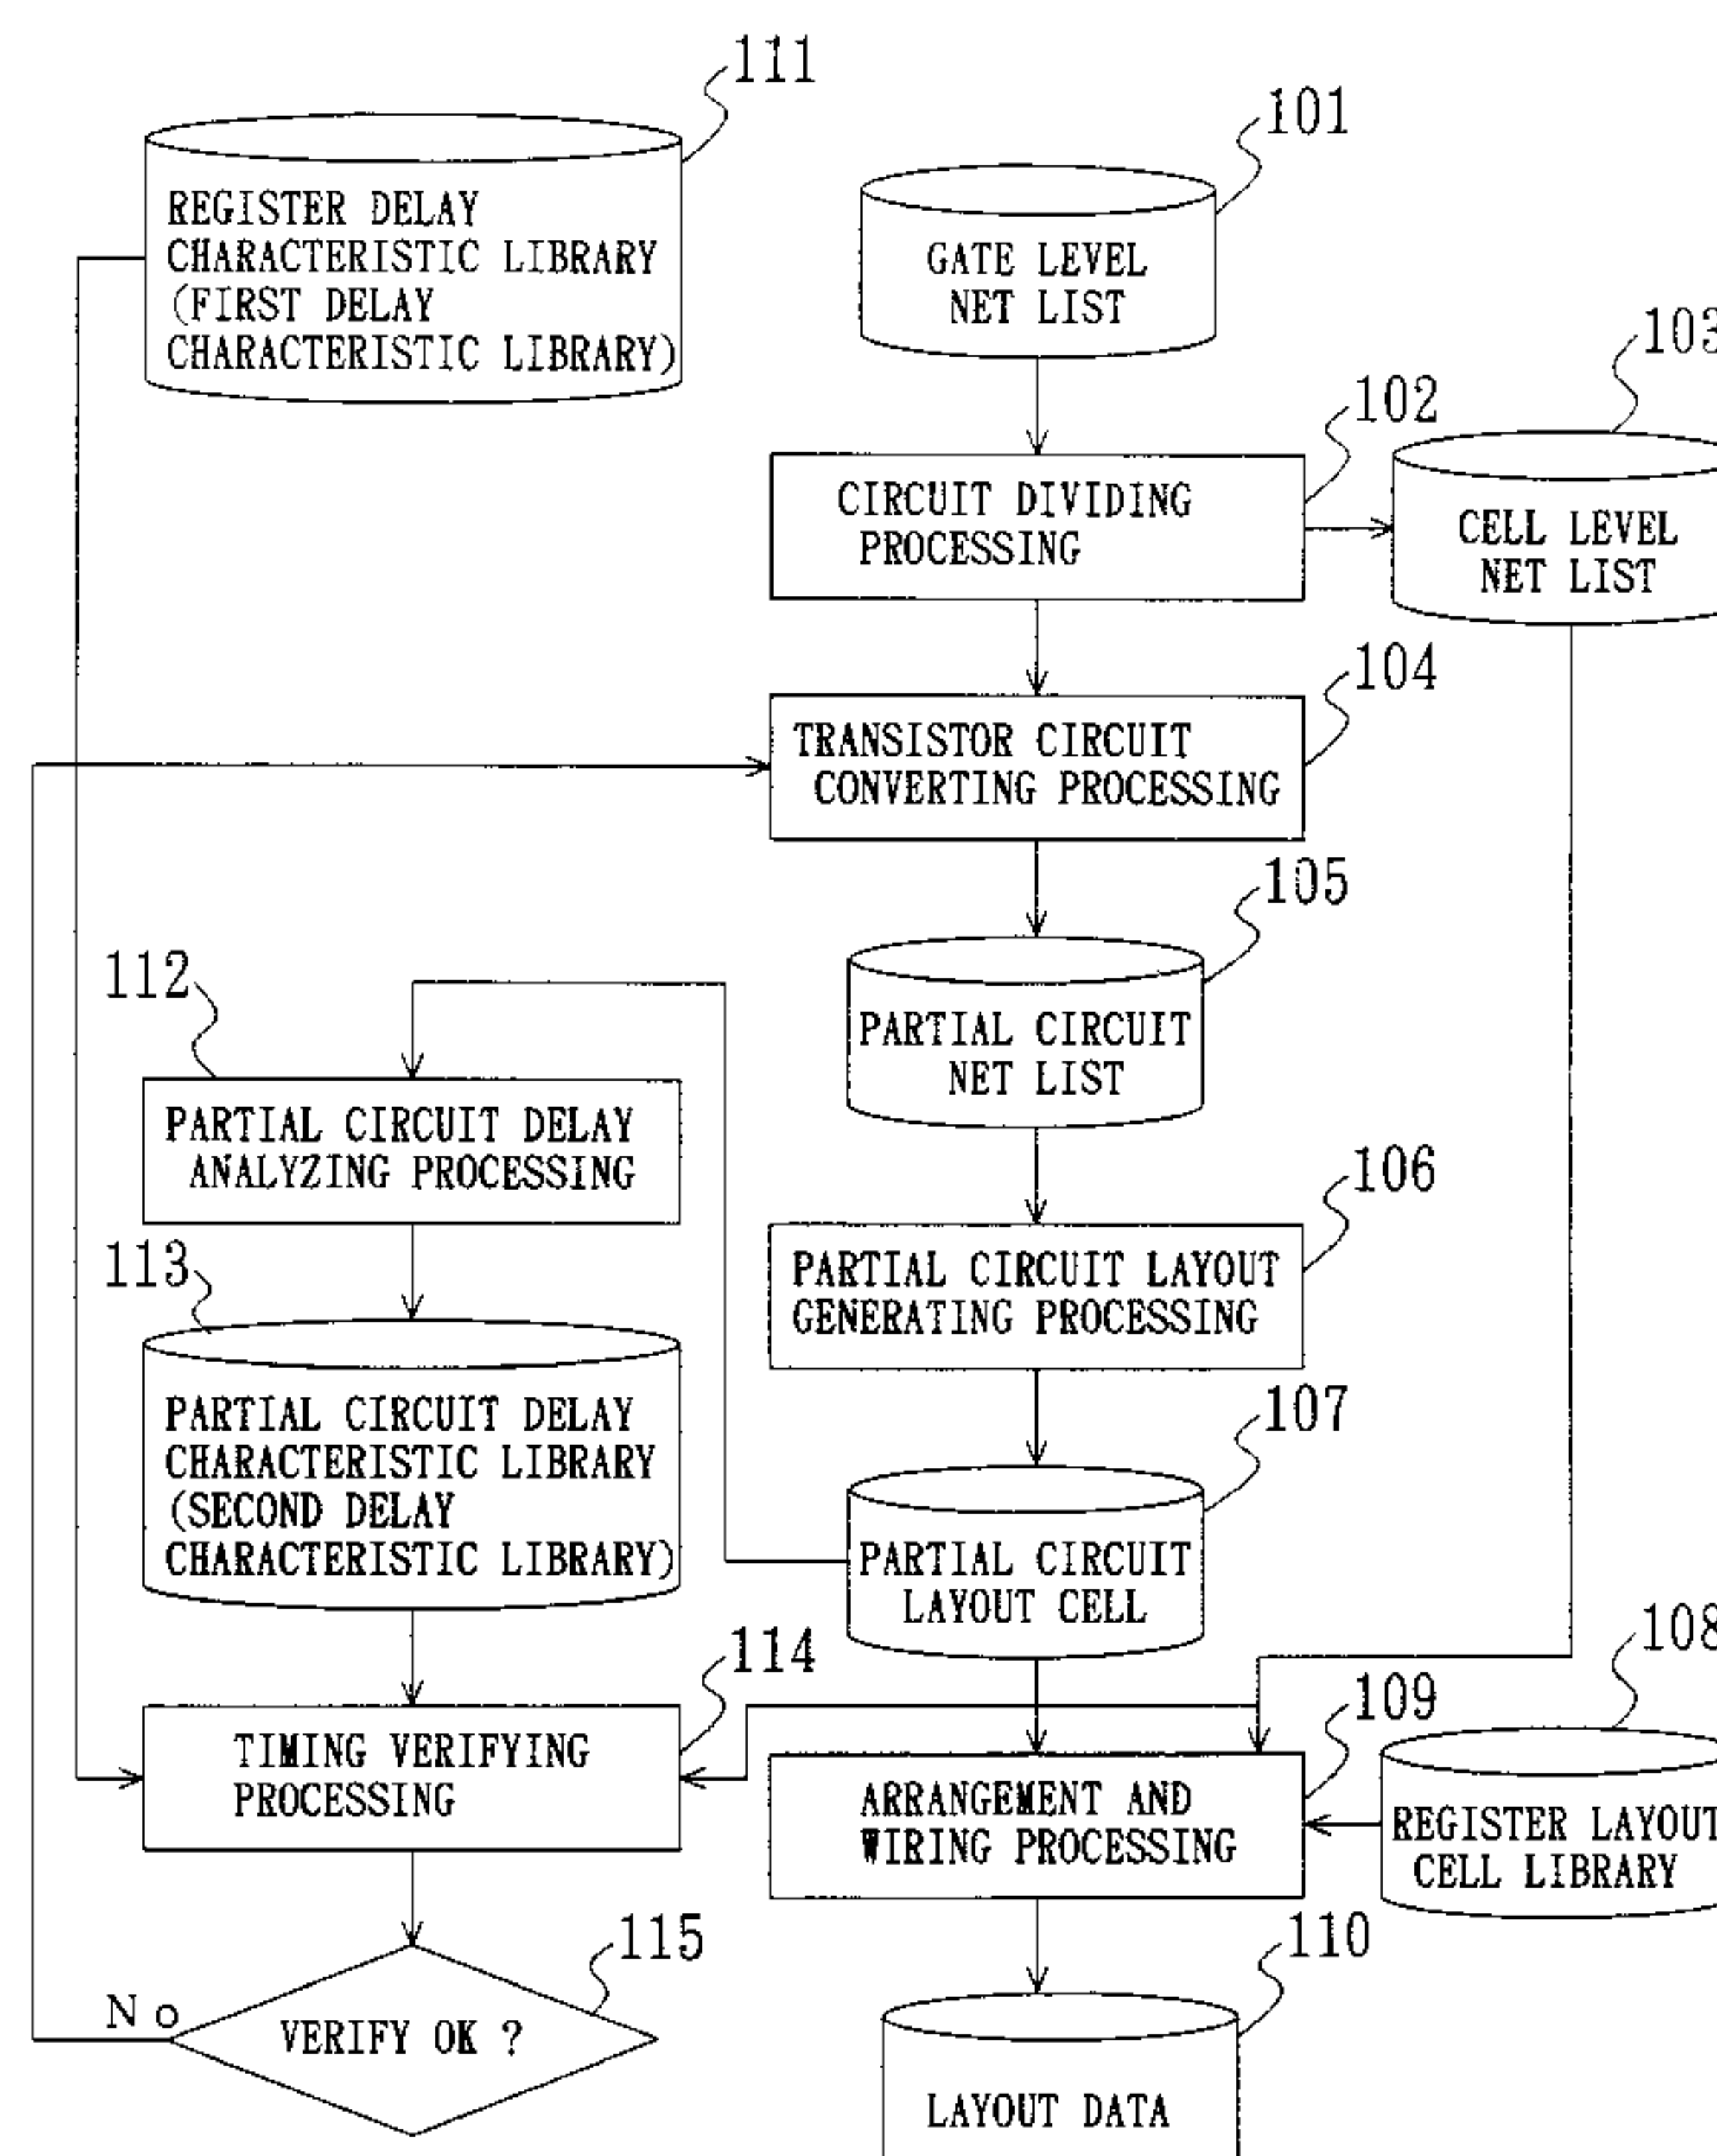 111
REGISTER DELAY
CHARACTERISTIC LIBRARY
(FIRST DELAY
CHARACTERISTIC LIBRARY)
101
GATE LEVEL
NET LIST
102
CIRCUIT DIVIDING
PROCESSING
103
CELL LEVEL
NET LIST
104
TRANSISTOR CIRCUIT
CONVERTING PROCESSING
105
PARTIAL CIRCUIT
NET LIST
112
PARTIAL CIRCUIT DELAY
ANALYZING PROCESSING
106
PARTIAL CIRCUIT LAYOUT
GENERATING PROCESSING
113
PARTIAL CIRCUIT DELAY
CHARACTERISTIC LIBRARY
(SECOND DELAY
CHARACTERISTIC LIBRARY)
107
PARTIAL CIRCUIT
LAYOUT CELL
114
TIMING VERIFYING
PROCESSING
109
ARRANGEMENT AND
WIRING PROCESSING
108
REGISTER LAYOUT
CELL LIBRARY
115
No
VERIFY OK ?
110
LAYOUT DATA